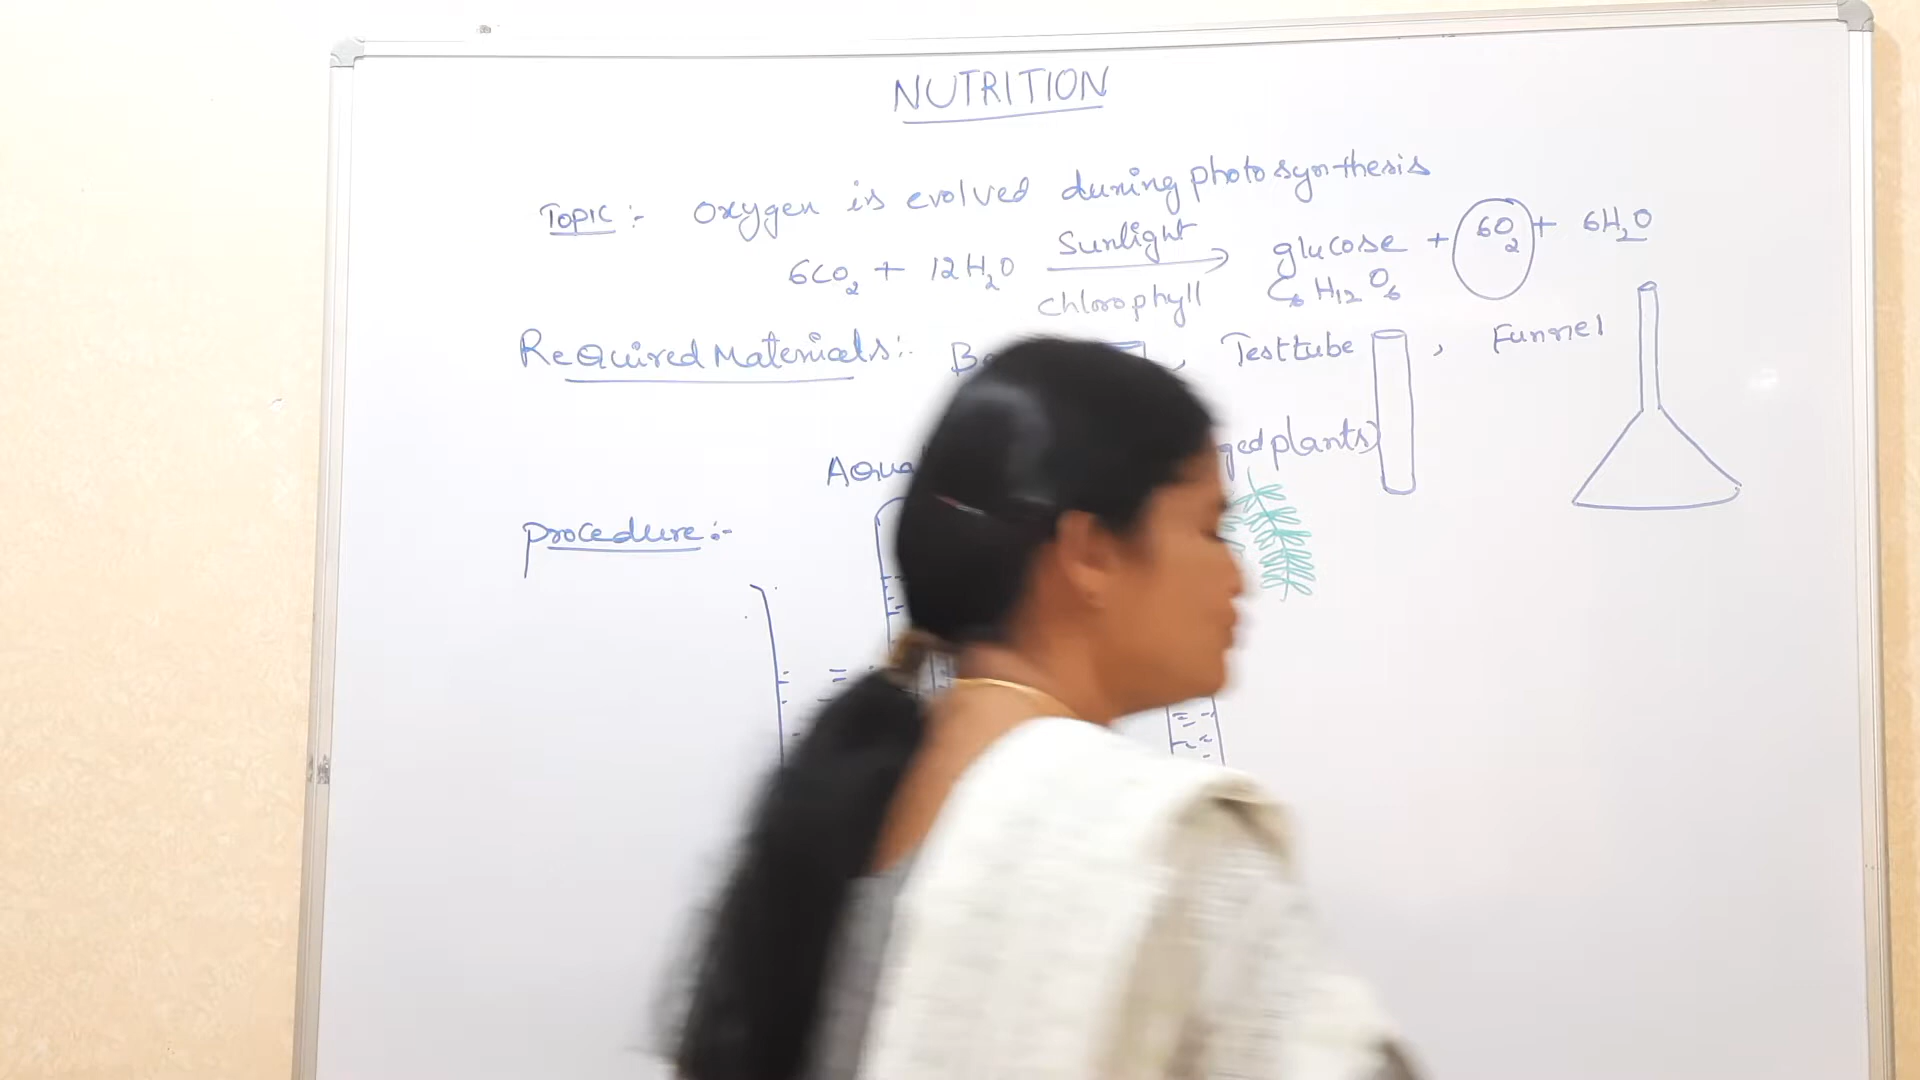 NUTRITION
Topic :- Oxygen is evolved during photosynthesis
6CO2 + 12H2O Sunlight glucose + 6O2 + 6H2O
Chlorophyll C6H12O6
Required Materials:- , Testtube , Funnel
plants)
procedure :-